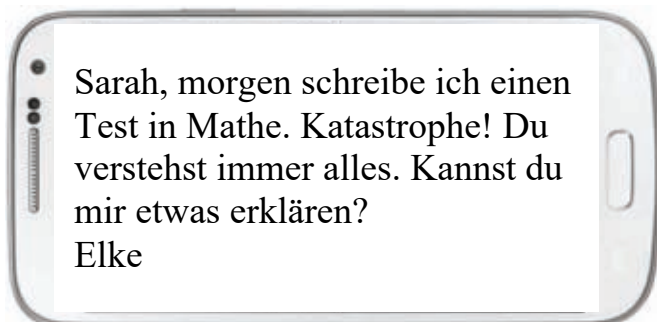 Sarah, morgen schreibe ich einen
Test in Mathe. Katastrophe! Du
verstehst immer alles. Kannst du
mir etwas erklären?
Elke